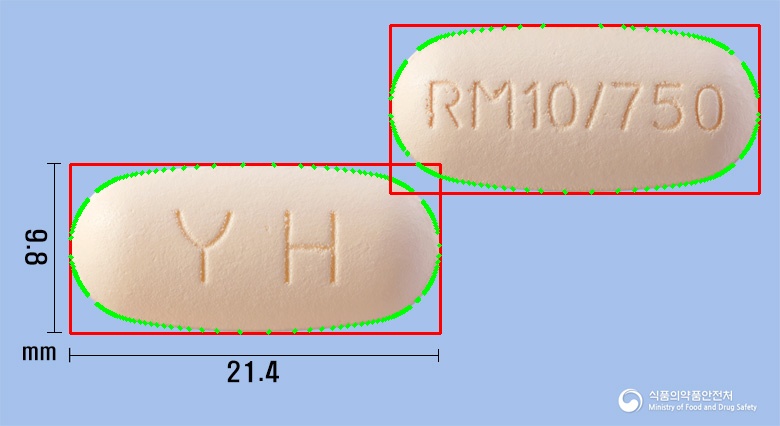 RM10/750
YH
9.8
mm
21.4
식품의약품안전처
Ministry of Food and Drug Safety